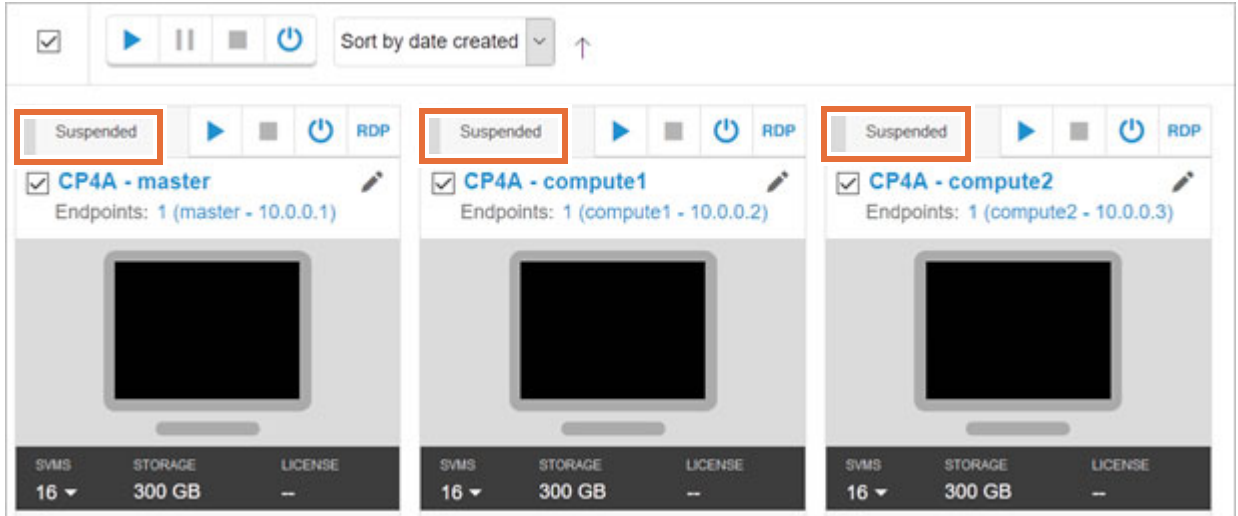 Sort by date created
Suspended RDP
CP4A - master
Endpoints: 1 (master - 10.0.0.1)
SVMS STORAGE LICENSE
16 300 GB --
Suspended RDP
CP4A - compute1
Endpoints: 1 (compute1 - 10.0.0.2)
SVMS STORAGE LICENSE
16 300 GB --
Suspended RDP
CP4A - compute2
Endpoints: 1 (compute2 - 10.0.0.3)
SVMS STORAGE LICENSE
16 300 GB --